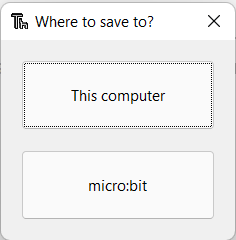 Where to save to?
This computer
micro:bit